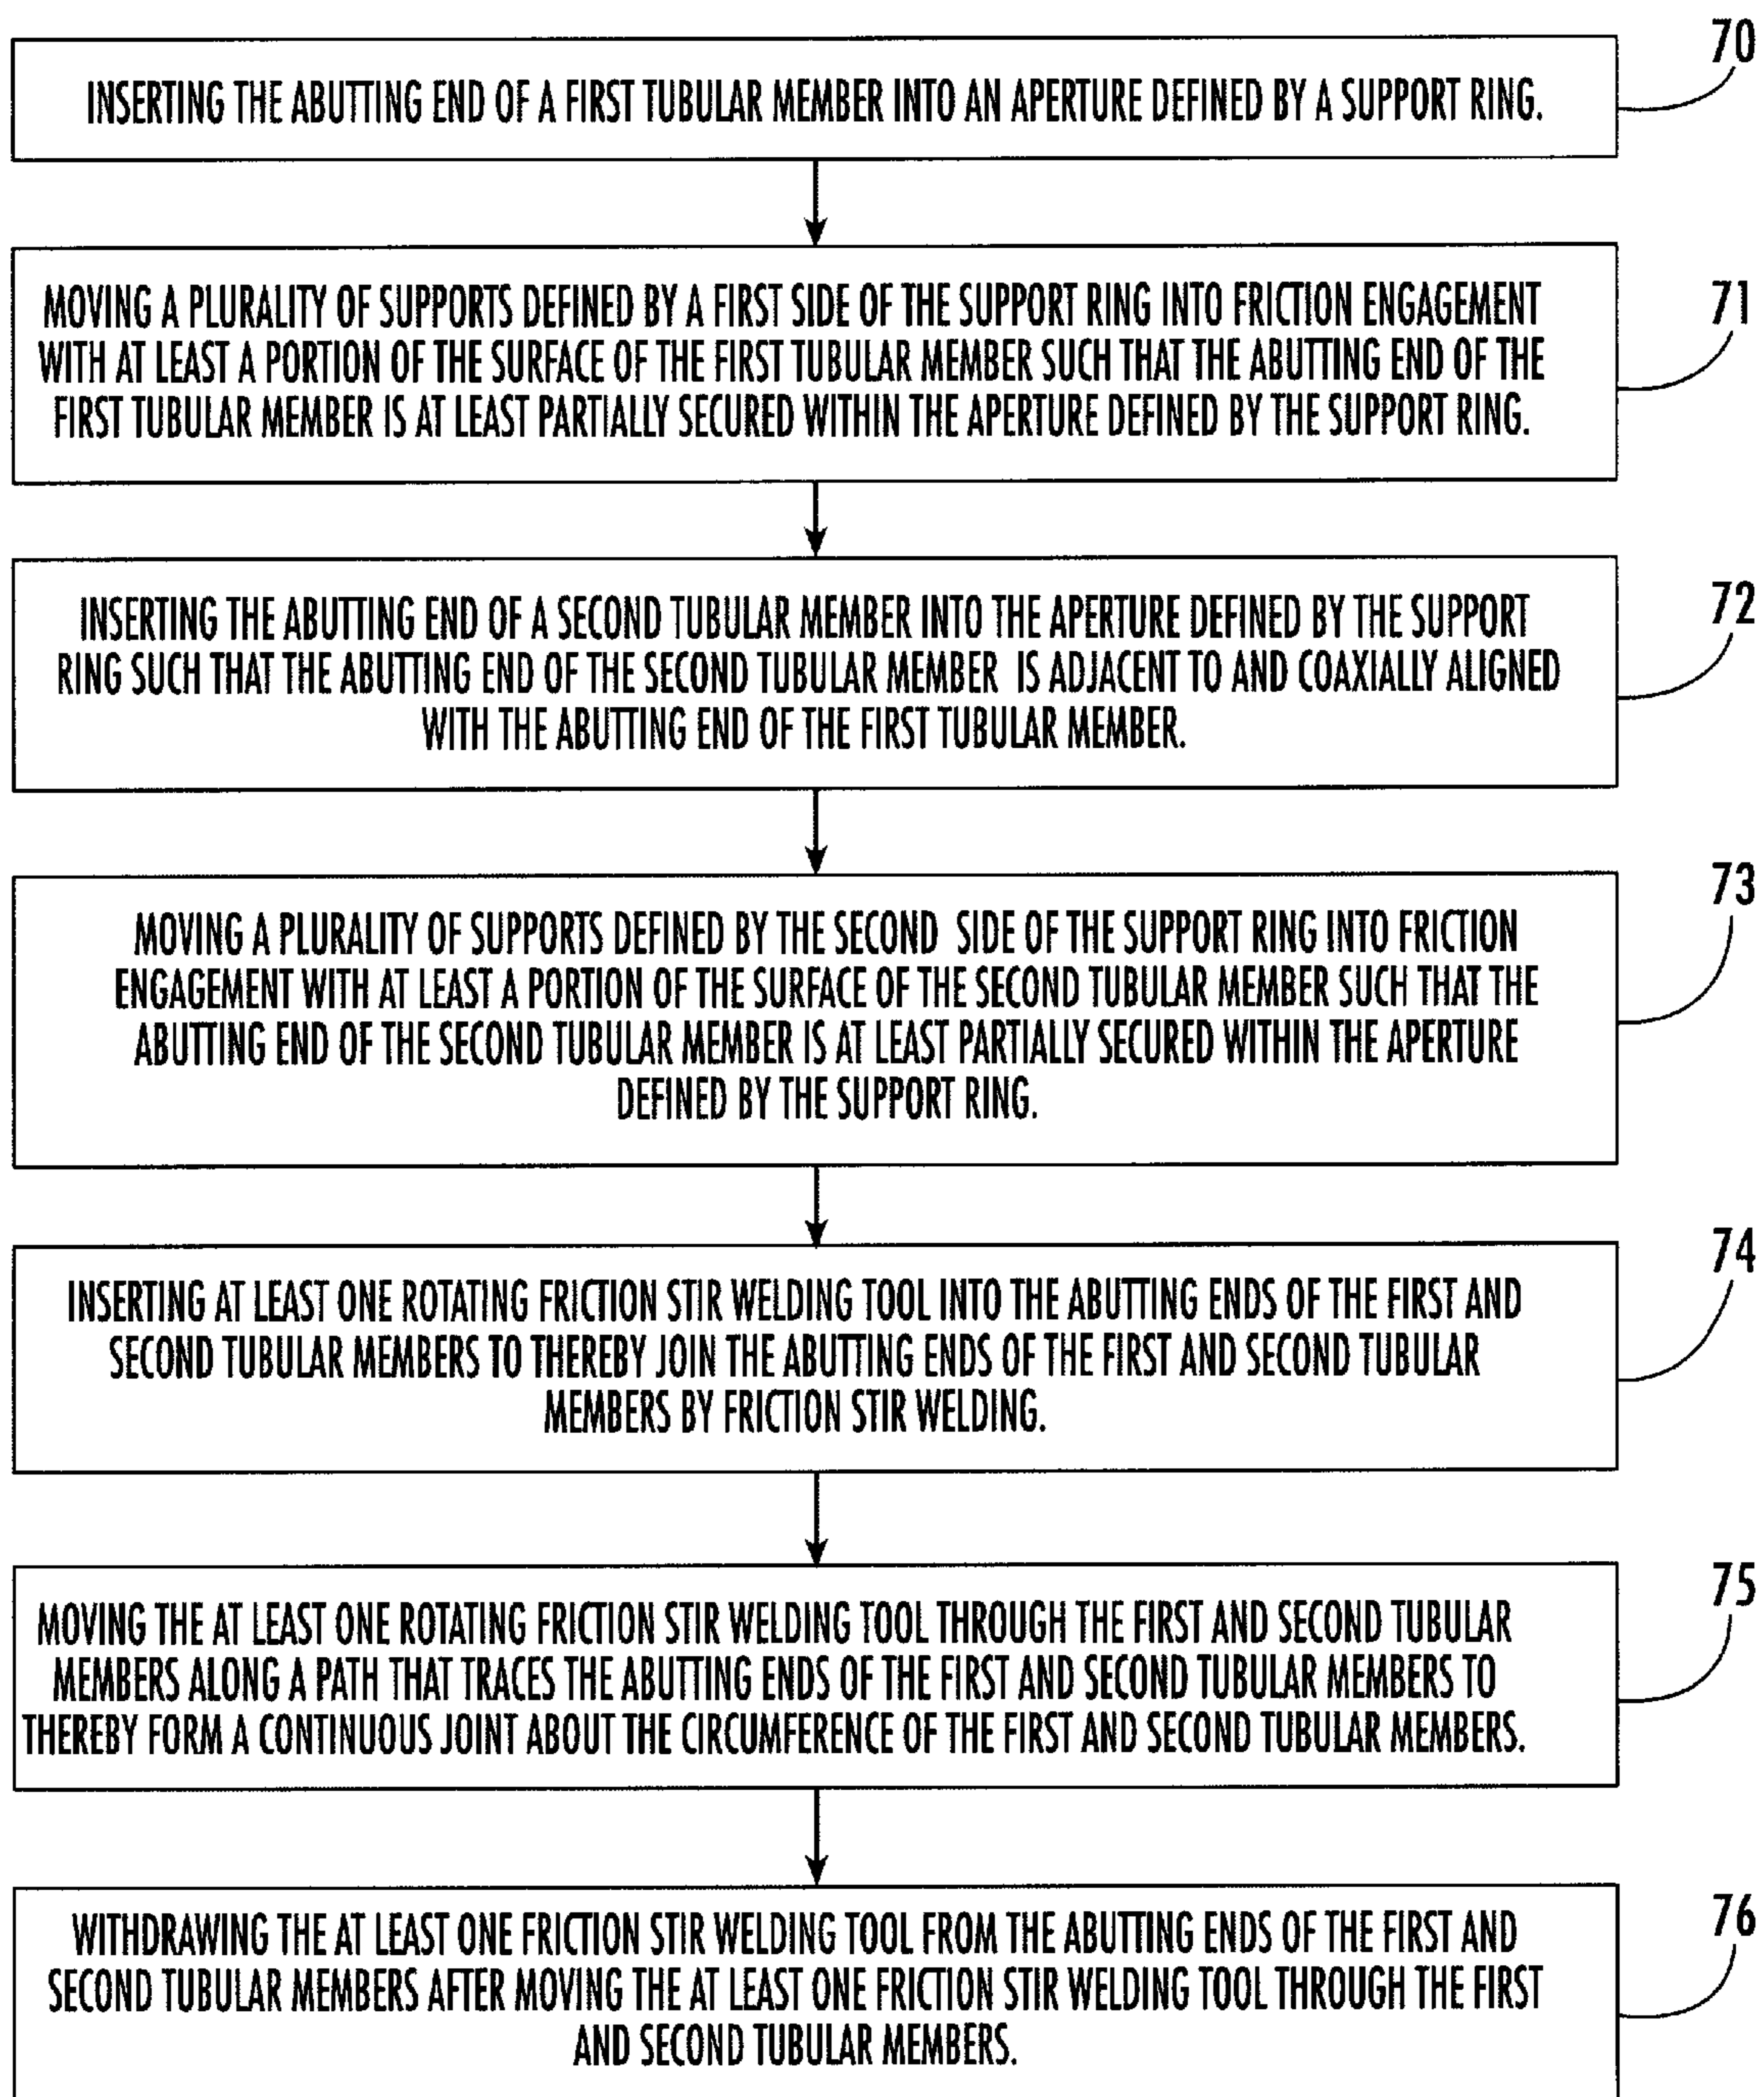 70
INSERTING THE ABUTTING END OF A FIRST TUBULAR MEMBER INTO AN APERTURE DEFINED BY A SUPPORT RING.
71
MOVING A PLURALITY OF SUPPORTS DEFINED BY A FIRST SIDE OF THE SUPPORT RING INTO FRICTION ENGAGEMENT
WITH AT LEAST A PORTION OF THE SURFACE OF THE FIRST TUBULAR MEMBER SUCH THAT THE ABUTTING END OF THE
FIRST TUBULAR MEMBER IS AT LEAST PARTIALLY SECURED WITHIN THE APERTURE DEFINED BY THE SUPPORT RING.
72
INSERTING THE ABUTTING END OF A SECOND TUBULAR MEMBER INTO THE APERTURE DEFINED BY THE SUPPORT
RING SUCH THAT THE ABUTTING END OF THE SECOND TUBULAR MEMBER IS ADJACENT TO AND COAXIALLY ALIGNED
WITH THE ABUTTING END OF THE FIRST TUBULAR MEMBER.
73
MOVING A PLURALITY OF SUPPORTS DEFINED BY THE SECOND SIDE OF THE SUPPORT RING INTO FRICTION
ENGAGEMENT WITH AT LEAST A PORTION OF THE SURFACE OF THE SECOND TUBULAR MEMBER SUCH THAT THE
ABUTTING END OF THE SECOND TUBULAR MEMBER IS AT LEAST PARTIALLY SECURED WITHIN THE APERTURE
DEFINED BY THE SUPPORT RING.
74
INSERTING AT LEAST ONE ROTATING FRICTION STIR WELDING TOOL INTO THE ABUTTING ENDS OF THE FIRST AND
SECOND TUBULAR MEMBERS TO THEREBY JOIN THE ABUTTING ENDS OF THE FIRST AND SECOND TUBULAR
MEMBERS BY FRICTION STIR WELDING.
75
MOVING THE AT LEAST ONE ROTATING FRICTION STIR WELDING TOOL THROUGH THE FIRST AND SECOND TUBULAR
MEMBERS ALONG A PATH THAT TRACES THE ABUTTING ENDS OF THE FIRST AND SECOND TUBULAR MEMBERS TO
THEREBY FORM A CONTINUOUS JOINT ABOUT THE CIRCUMFERENCE OF THE FIRST AND SECOND TUBULAR MEMBERS.
76
WITHDRAWING THE AT LEAST ONE FRICTION STIR WELDING TOOL FROM THE ABUTTING ENDS OF THE FIRST AND
SECOND TUBULAR MEMBERS AFTER MOVING THE AT LEAST ONE FRICTION STIR WELDING TOOL THROUGH THE FIRST
AND SECOND TUBULAR MEMBERS.